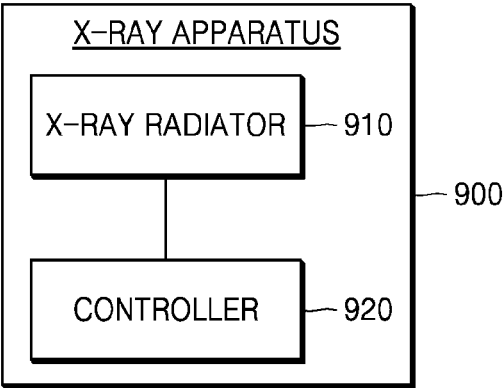 X-RAY APPARATUS
X-RAY RADIATOR 910
900
CONTROLLER 920